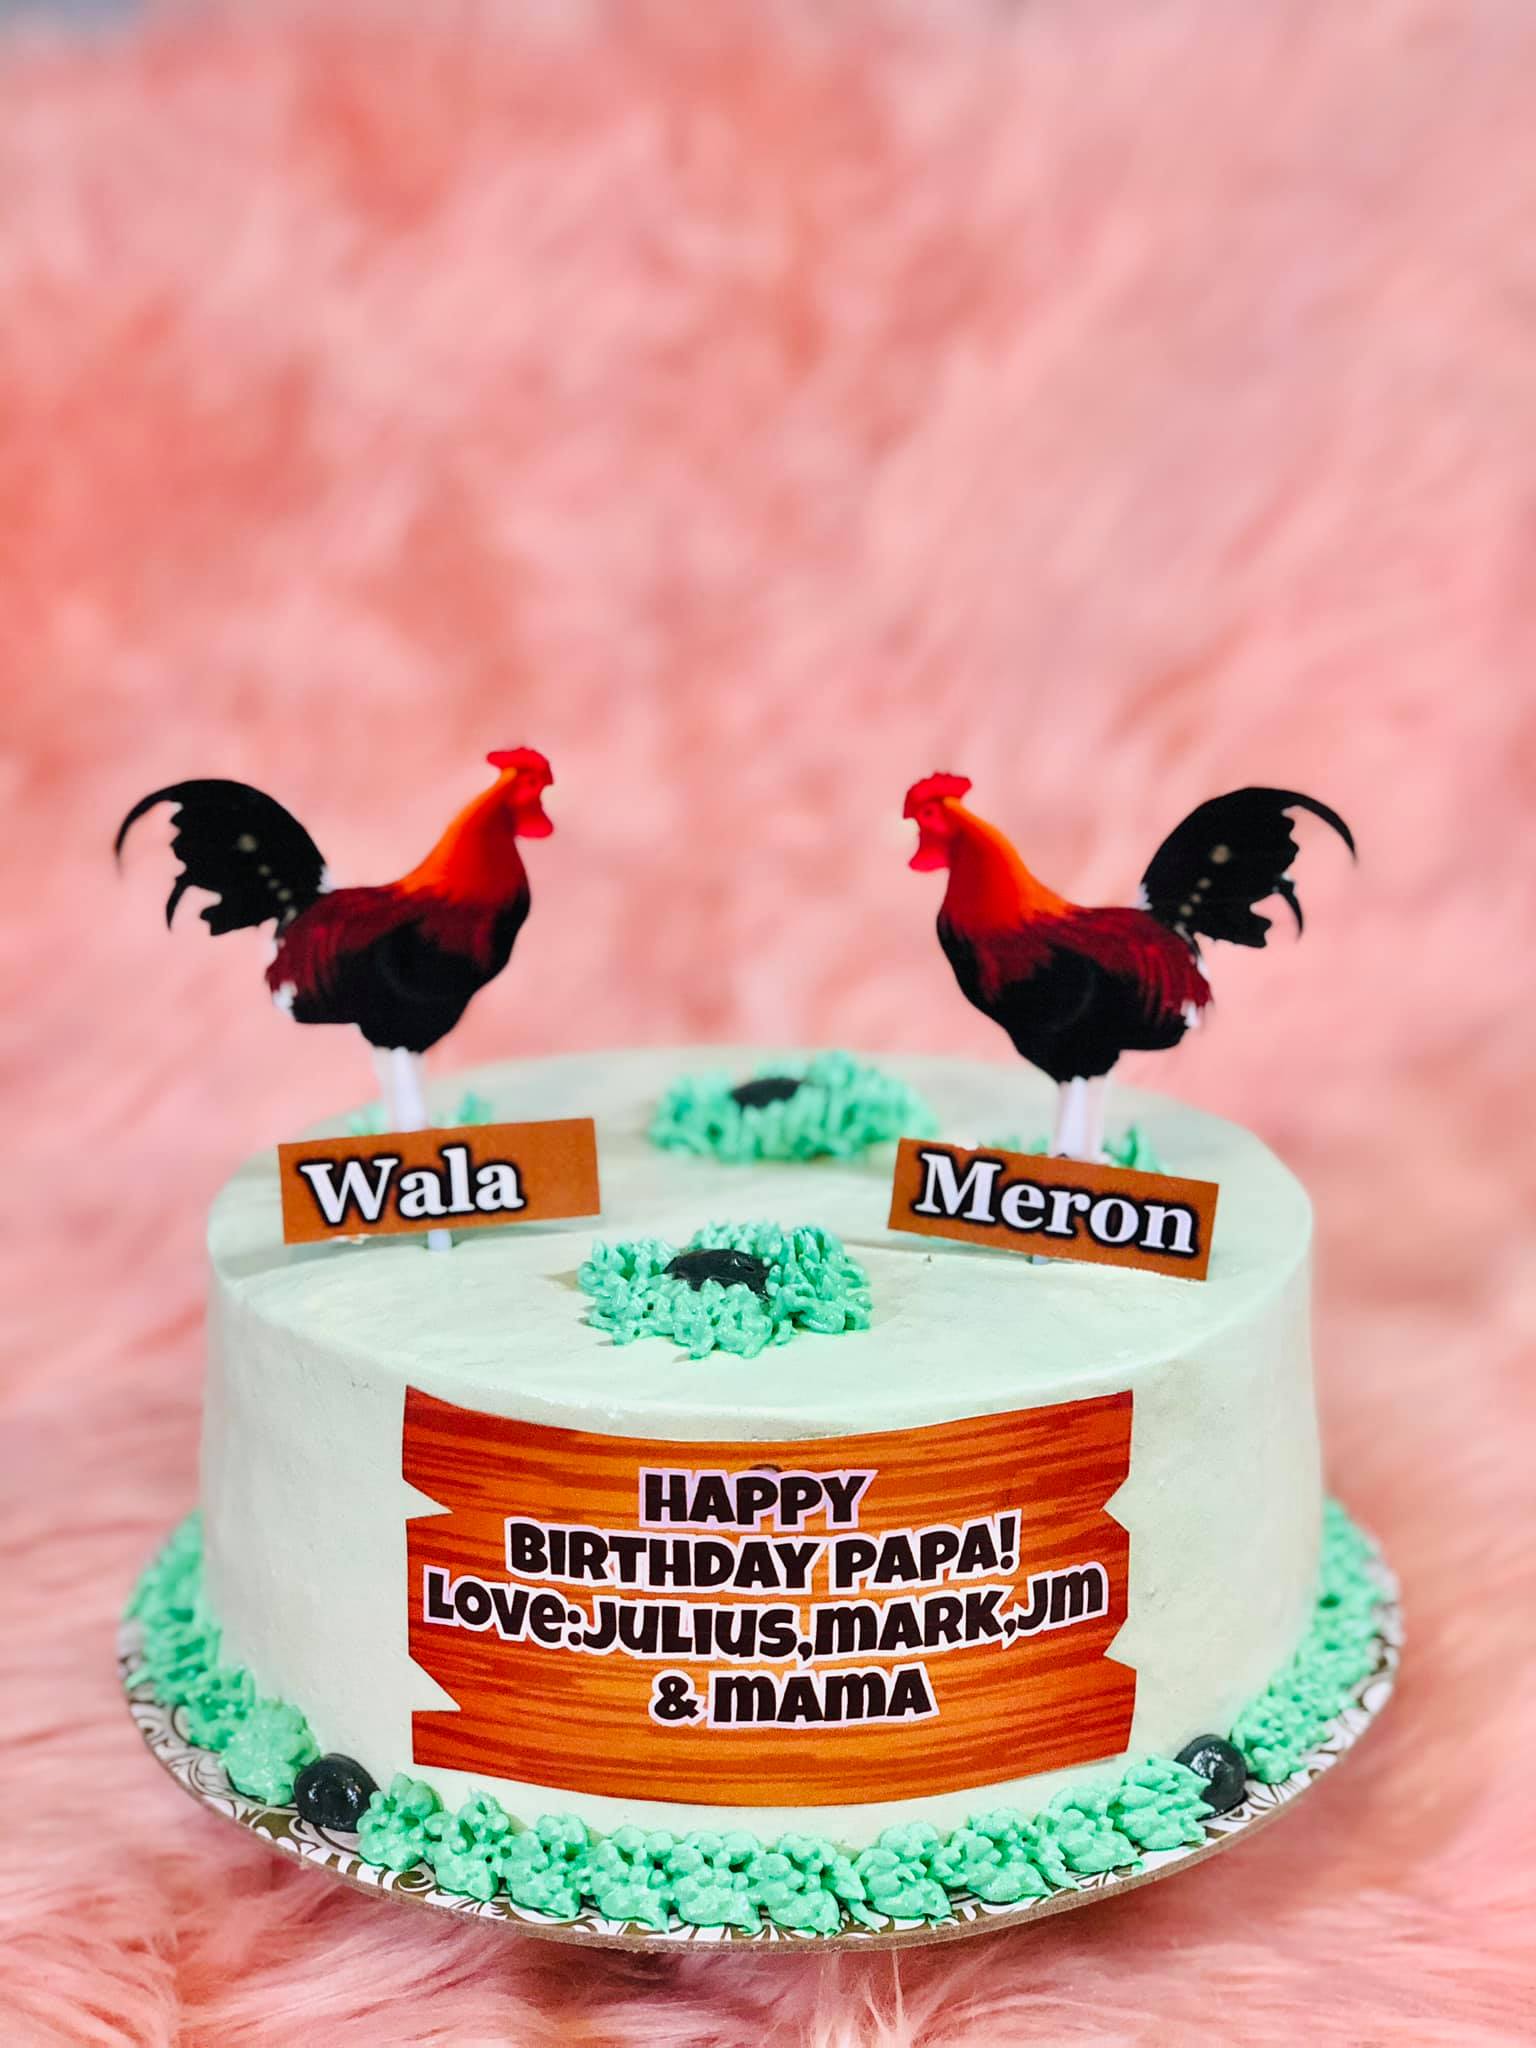 Wala
Meron
HAPPY
BIRTHDAY PAPA!
LOVE:JULIUS,MARK,JM
& MAMA